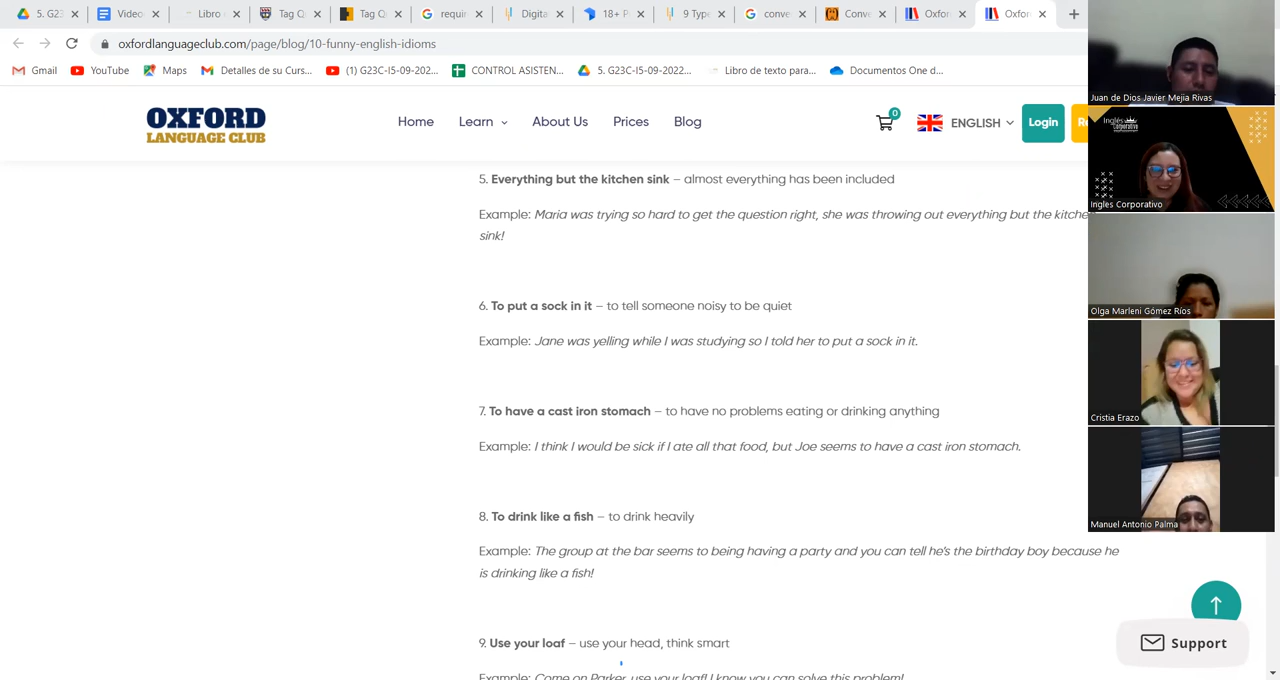 5. G23
Video
Libro
Tag Q
Tag Q
requir
Digita
18+ P
9 Type
conve
Conve
Oxfor
Oxfor
oxfordlanguageclub.com/page/blog/10-funny-english-idioms
Gmail
YouTube
Maps
Detalles de su Curs...
(1) G23C-I5-09-202...
CONTROL ASISTEN...
5. G23C-I5-09-2022...
Libro de texto para...
Documentos One d...
OXFORD
LANGUAGE CLUB
Home
Learn
About Us
Prices
Blog
0
ENGLISH
Login
Re
5. Everything but the kitchen sink – almost everything has been included
Example: Maria was trying so hard to get the question right, she was throwing out everything but the kitche
sink!
6. To put a sock in it – to tell someone noisy to be quiet
Example: Jane was yelling while I was studying so I told her to put a sock in it.
7. To have a cast iron stomach – to have no problems eating or drinking anything
Example: I think I would be sick if I ate all that food, but Joe seems to have a cast iron stomach.
8. To drink like a fish – to drink heavily
Example: The group at the bar seems to being having a party and you can tell he's the birthday boy because he
is drinking like a fish!
9. Use your loaf – use your head, think smart
Example: Come on Parker, use your loaf! I know you can solve this problem!
Juan de Dios Javier Mejia Rivas
Inglés
Corporativo
Ingles Corporativo
Olga Marleni Gómez Ríos
Cristia Erazo
Manuel Antonio Palma
Support